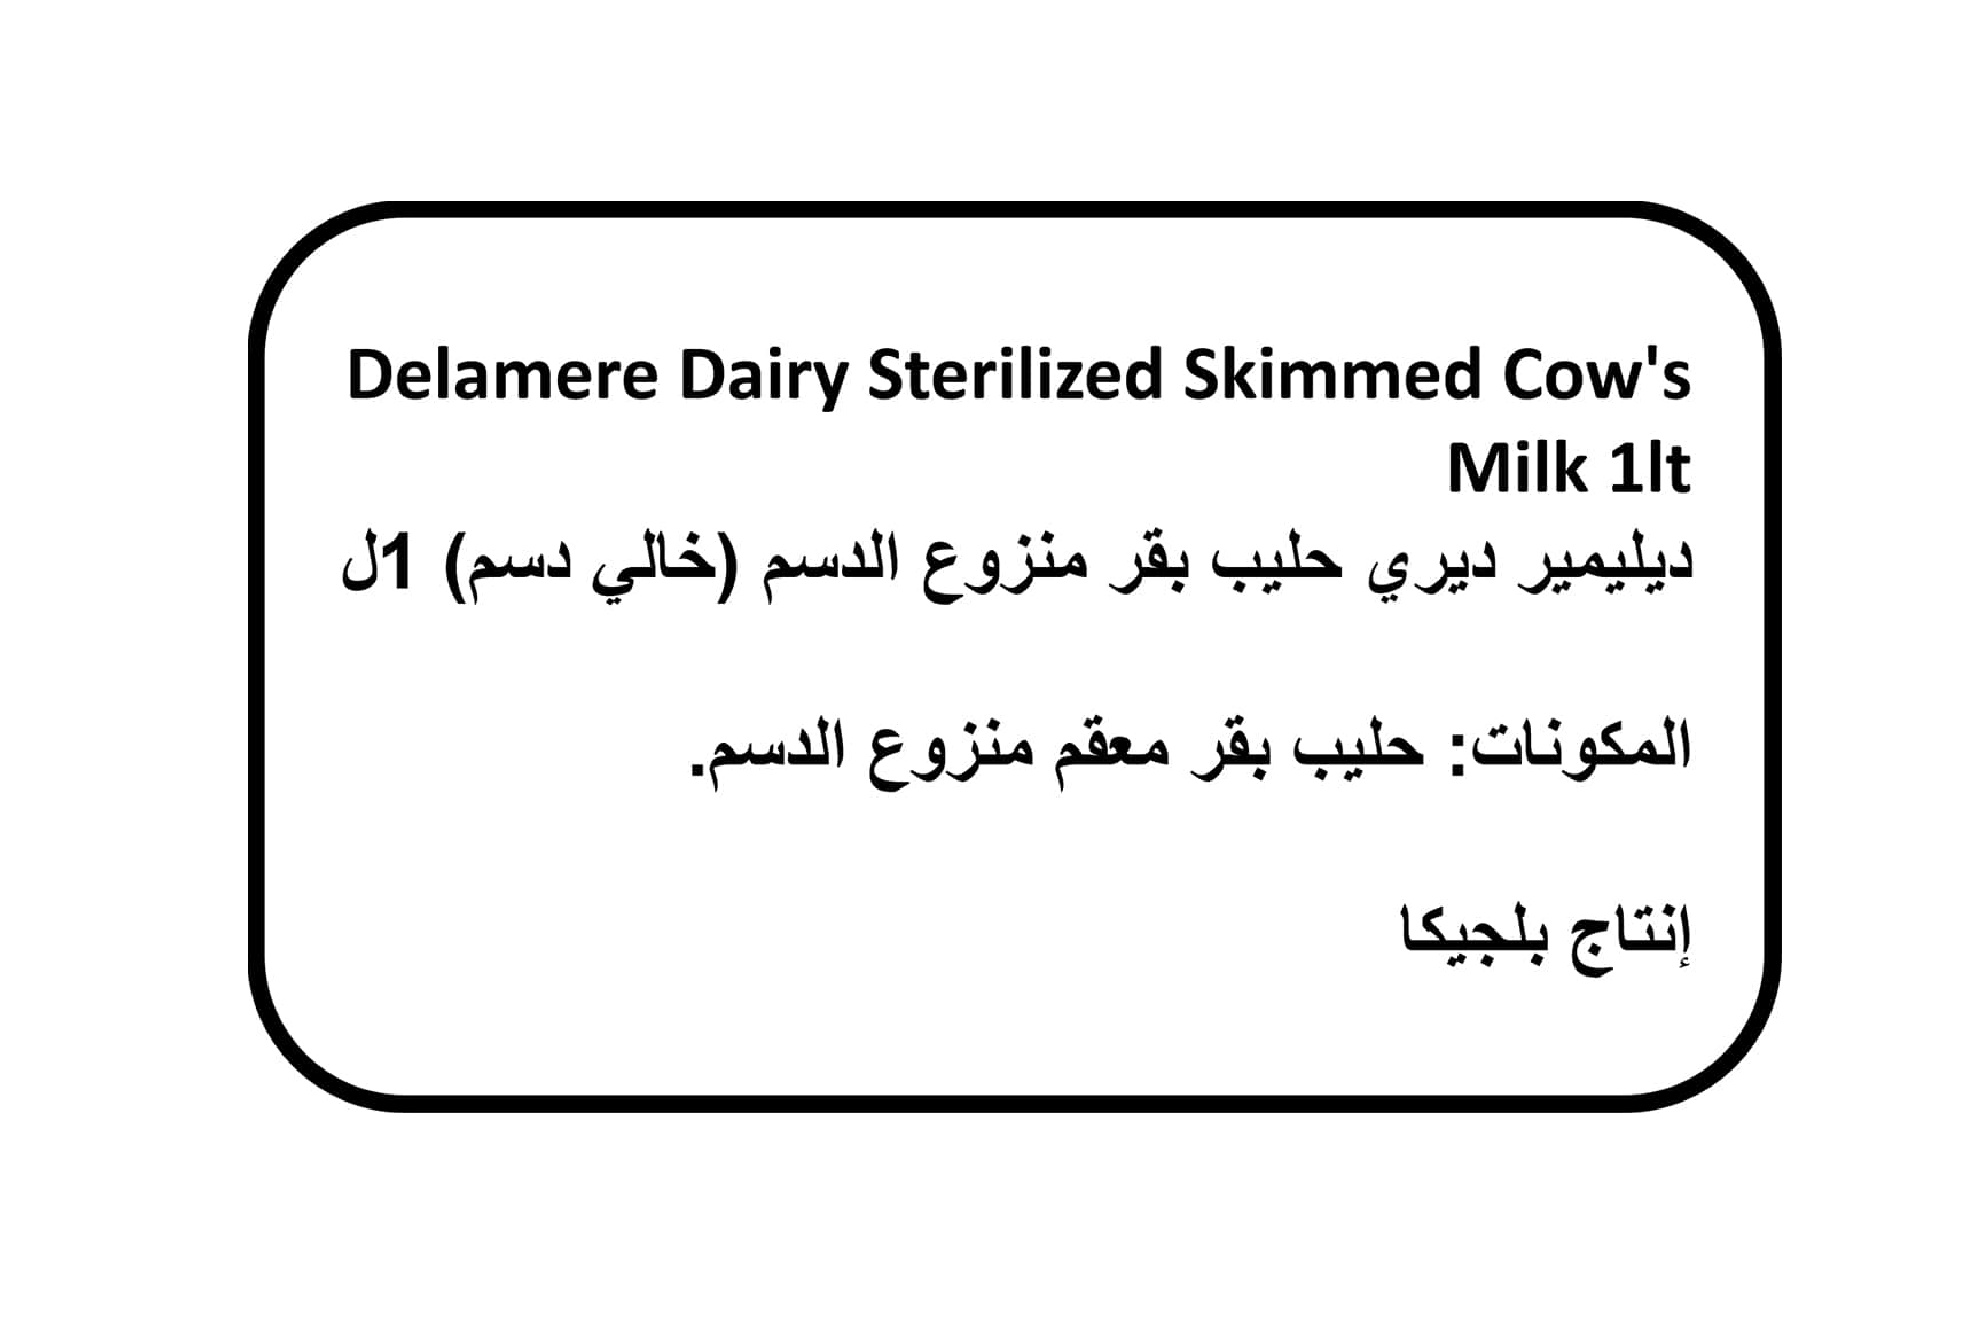 Delamere Dairy Sterilized Skimmed Cow's
Milk 1lt
ديليمير ديري حليب بقر منزوع الدسم (خالي دسم) 1ل
المكونات: حليب بقر معقم منزوع الدسم.
إنتاج بلجيكا